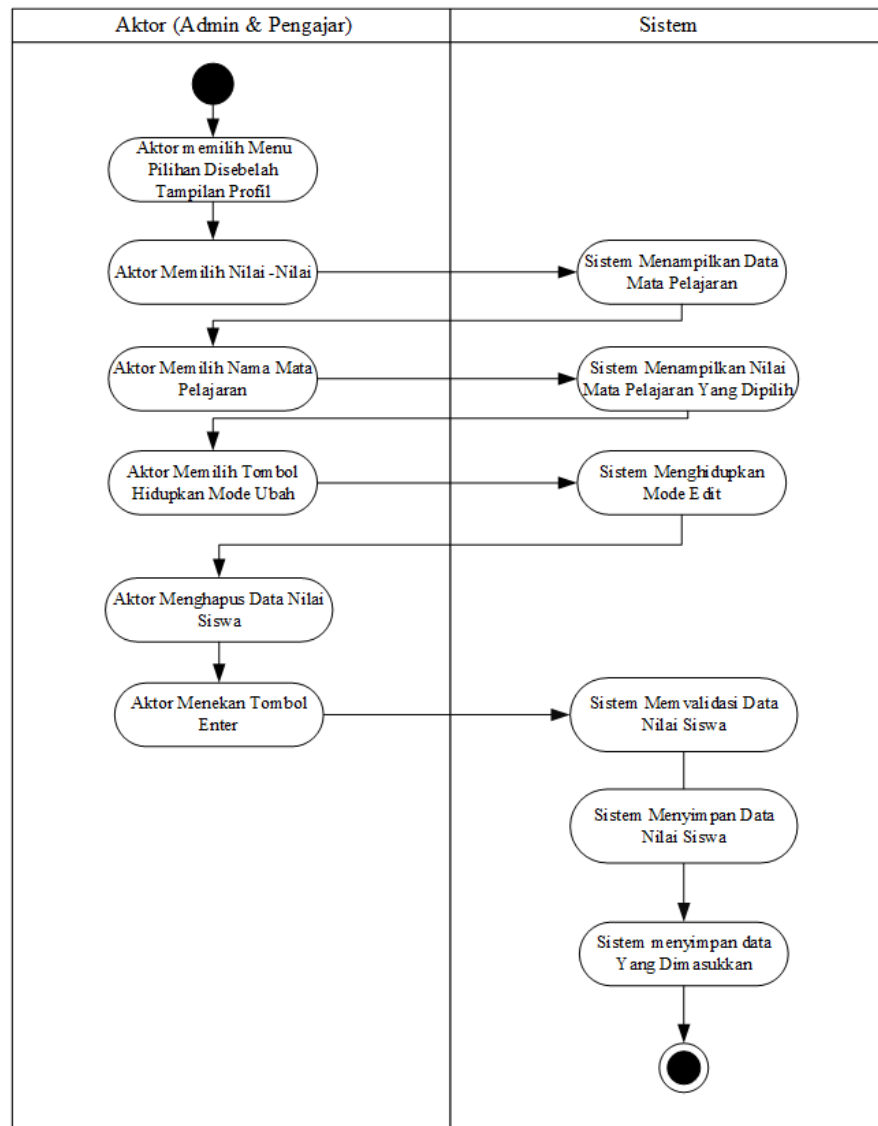 Aktor (Admin & Pengajar)
Sistem
Aktor memilih Menu
Pilihan Disebelah
Tampilan Profil
Aktor Memilih Nilai -Nilai
Sistem Menampilkan Data
Mata Pelajaran
Aktor Memilih Nama Mata
Pelajaran
Sistem Menampilkan Nilai
Mata Pelajaran Yang Dipilih
Aktor Memilih Tombol
Hidupkan Mode Ubah
Sistem Menghidupkan
Mode Edit
Aktor Menghapus Data Nilai
Siswa
Aktor Menekan Tombol
Enter
Sistem Memvalidasi Data
Nilai Siswa
Sistem Menyimpan Data
Nilai Siswa
Sistem menyimpan data
Yang Dimasukkan